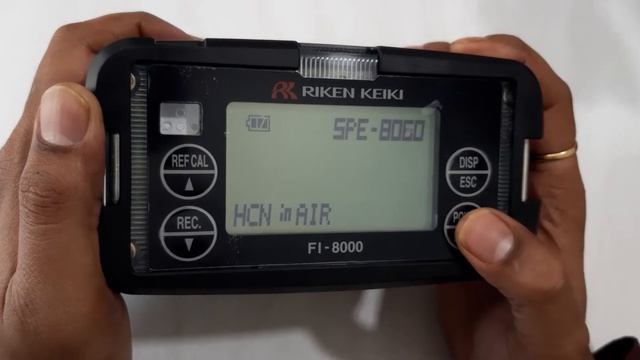 RIKEN KEIKI
SPE-8060
REF CAL
DISP
ESC
REC.
HCN in AIR
FI-8000